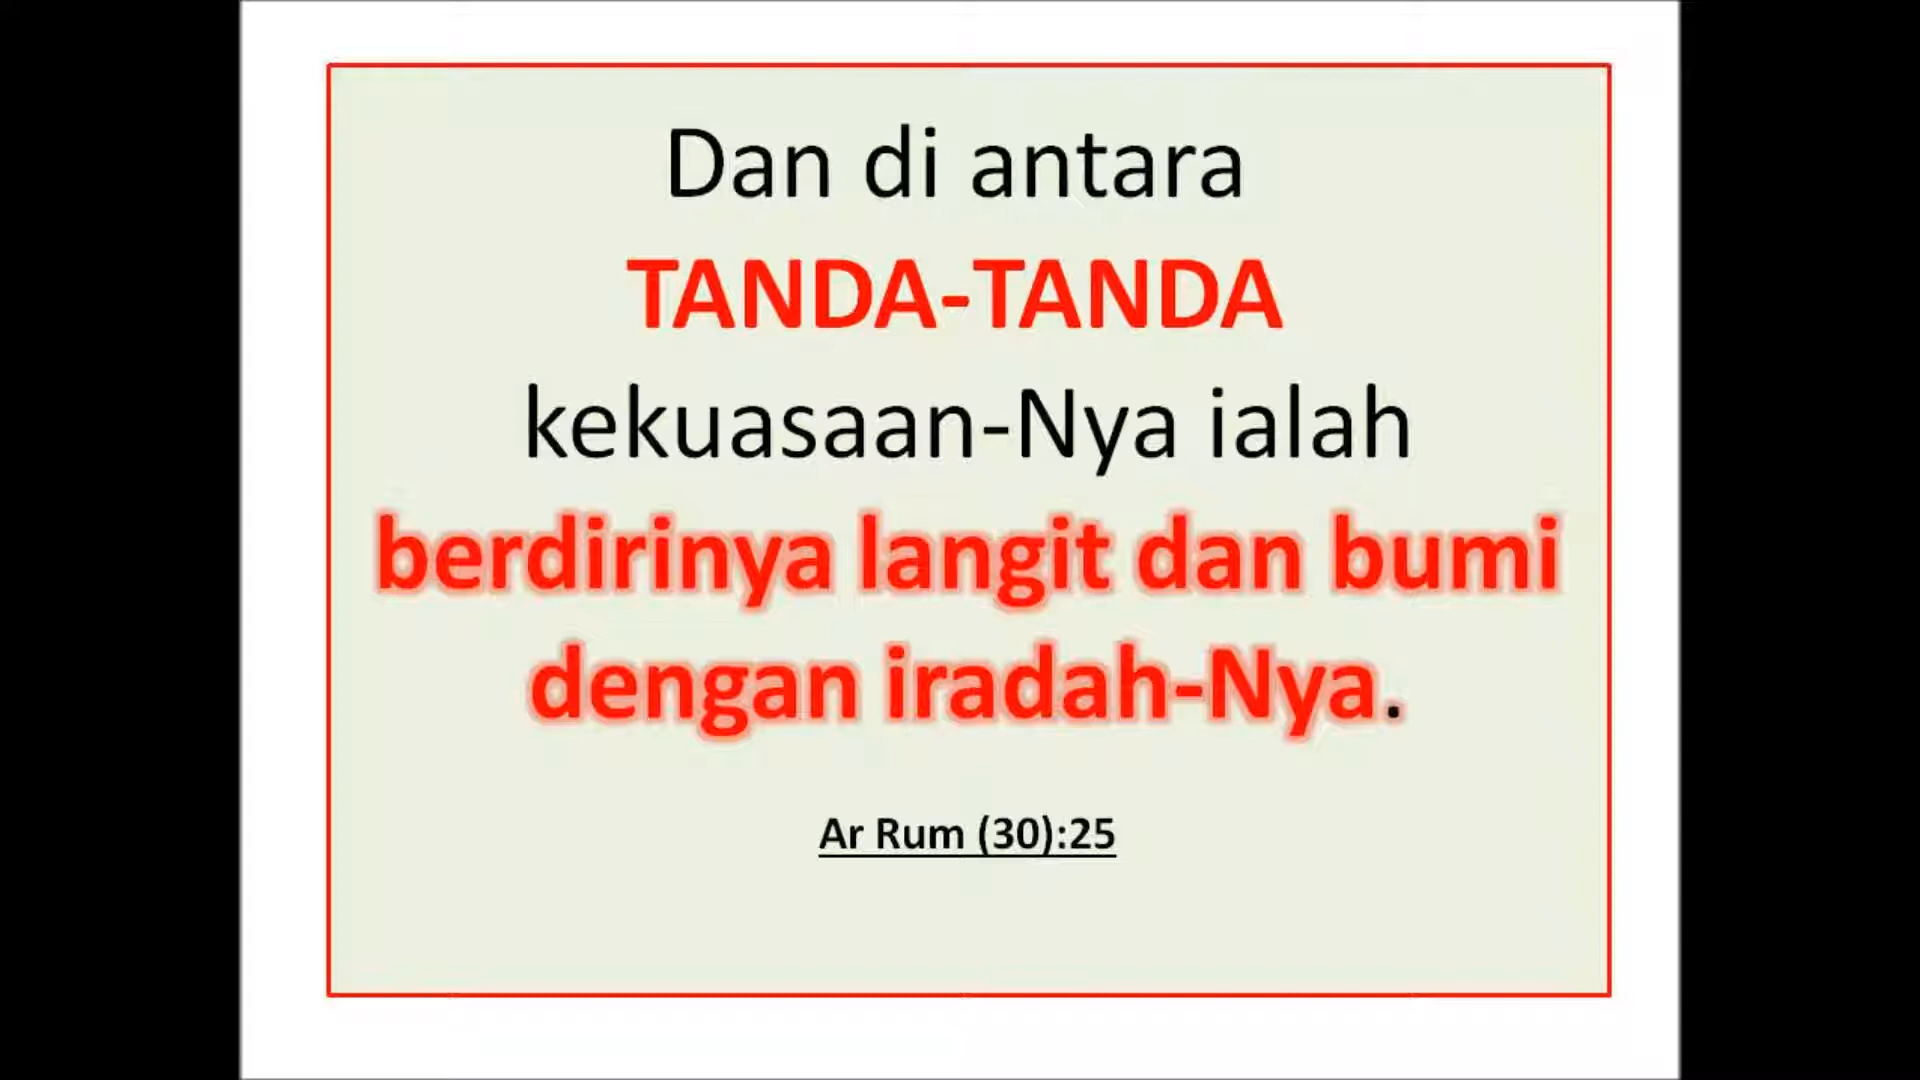 Dan di antara
TANDA-TANDA
kekuasaan-Nya ialah
berdirinya langit dan bumi
dengan iradah-Nya.
Ar Rum (30):25